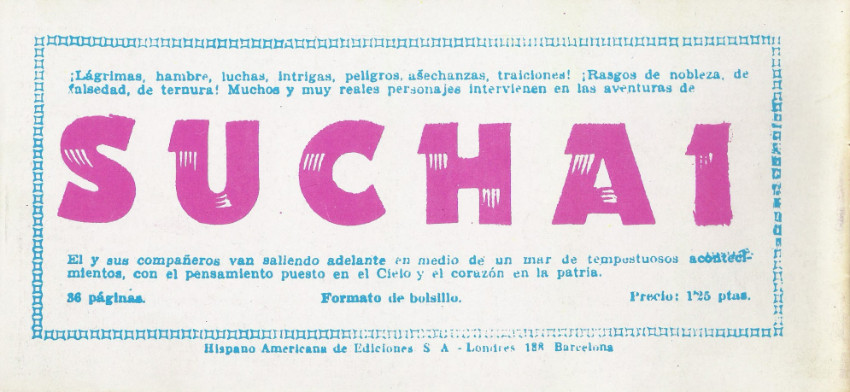 ¡Lágrimas, hambre, luchas, intrigas, peligros, asechanzas, traiciones! ¡Rasgos de nobleza, de
falsedad, de ternura! Muchos y muy reales personajes intervienen en las aventuras de
SUCHAI
El y sus compañeros van saliendo adelante en medio de un mar de tempestuosos aconteci-
mientos, con el pensamiento puesto en el Cielo y el corazón en la patria.
36 páginas.
Formato de bolsillo.
Precio: 1'25 ptas.
Hispano Americana de Ediciones S A - Londres 188 Barcelona